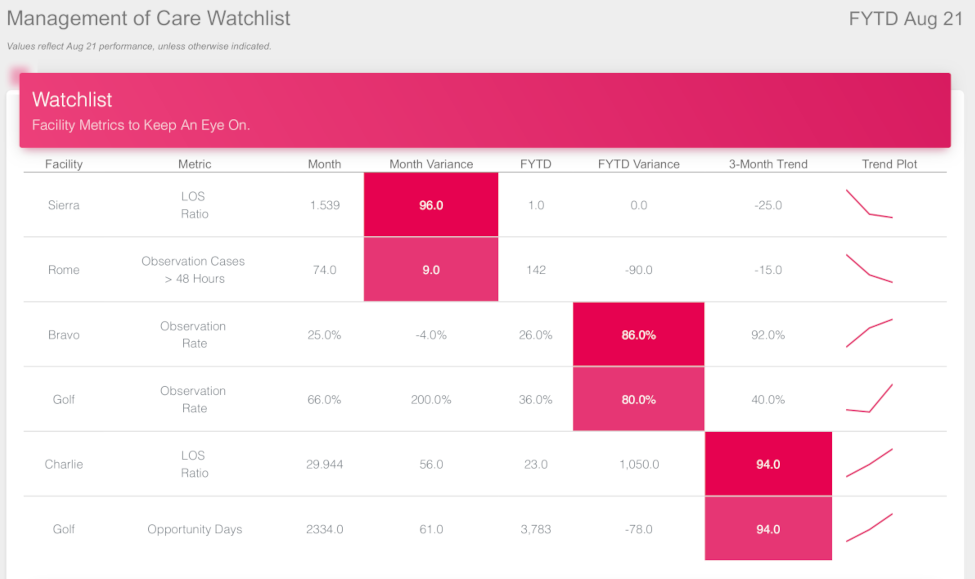 Management of Care Watchlist FYTD Aug 21
Values reflect Aug 21 performance, unless otherwise indicated.
Watchlist
Facility Metrics to Keep An Eye On.
Facility Metric Month Month Variance FYTD FYTD Variance 3-Month Trend Trend Plot
Sierra LOS Ratio 1.539 96.0 1.0 0.0 -25.0
Rome Observation Cases > 48 Hours 74.0 9.0 142 -90.0 -15.0
Bravo Observation Rate 25.0% -4.0% 26.0% 86.0% 92.0%
Golf Observation Rate 66.0% 200.0% 36.0% 80.0% 40.0%
Charlie LOS Ratio 29.944 56.0 23.0 1,050.0 94.0
Golf Opportunity Days 2334.0 61.0 3,783 -78.0 94.0